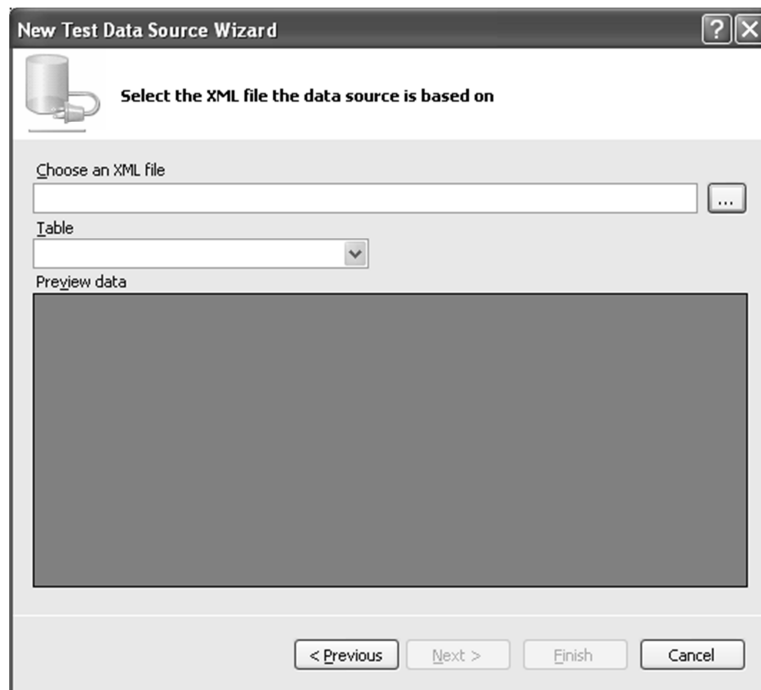 New Test Data Source Wizard
Select the XML file the data source is based on
Choose an XML file
...
Table
Preview data
< Previous Next > Finish Cancel